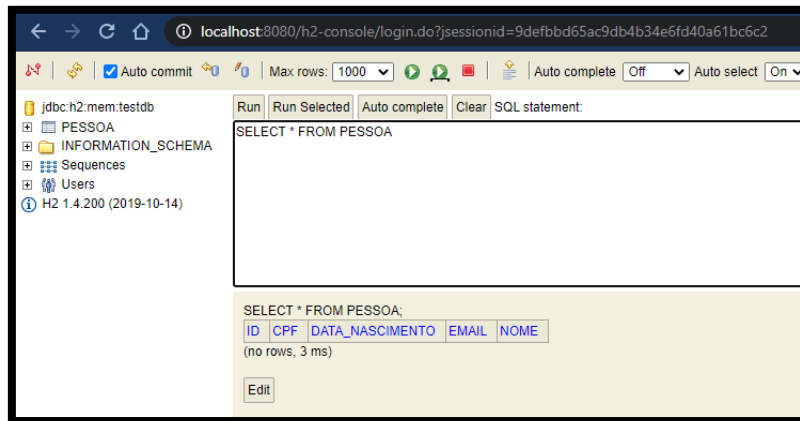 localhost:8080/h2-console/login.do?jsessionid=9defbbd65ac9db4b34e6fd40a61bc6c2
Auto commit Max rows: 1000 Auto complete Off Auto select On
jdbc:h2:mem:testdb
PESSOA
INFORMATION_SCHEMA
Sequences
Users
H2 1.4.200 (2019-10-14)
Run Run Selected Auto complete Clear SQL statement:
SELECT * FROM PESSOA
SELECT * FROM PESSOA;
ID CPF DATA_NASCIMENTO EMAIL NOME
(no rows, 3 ms)
Edit